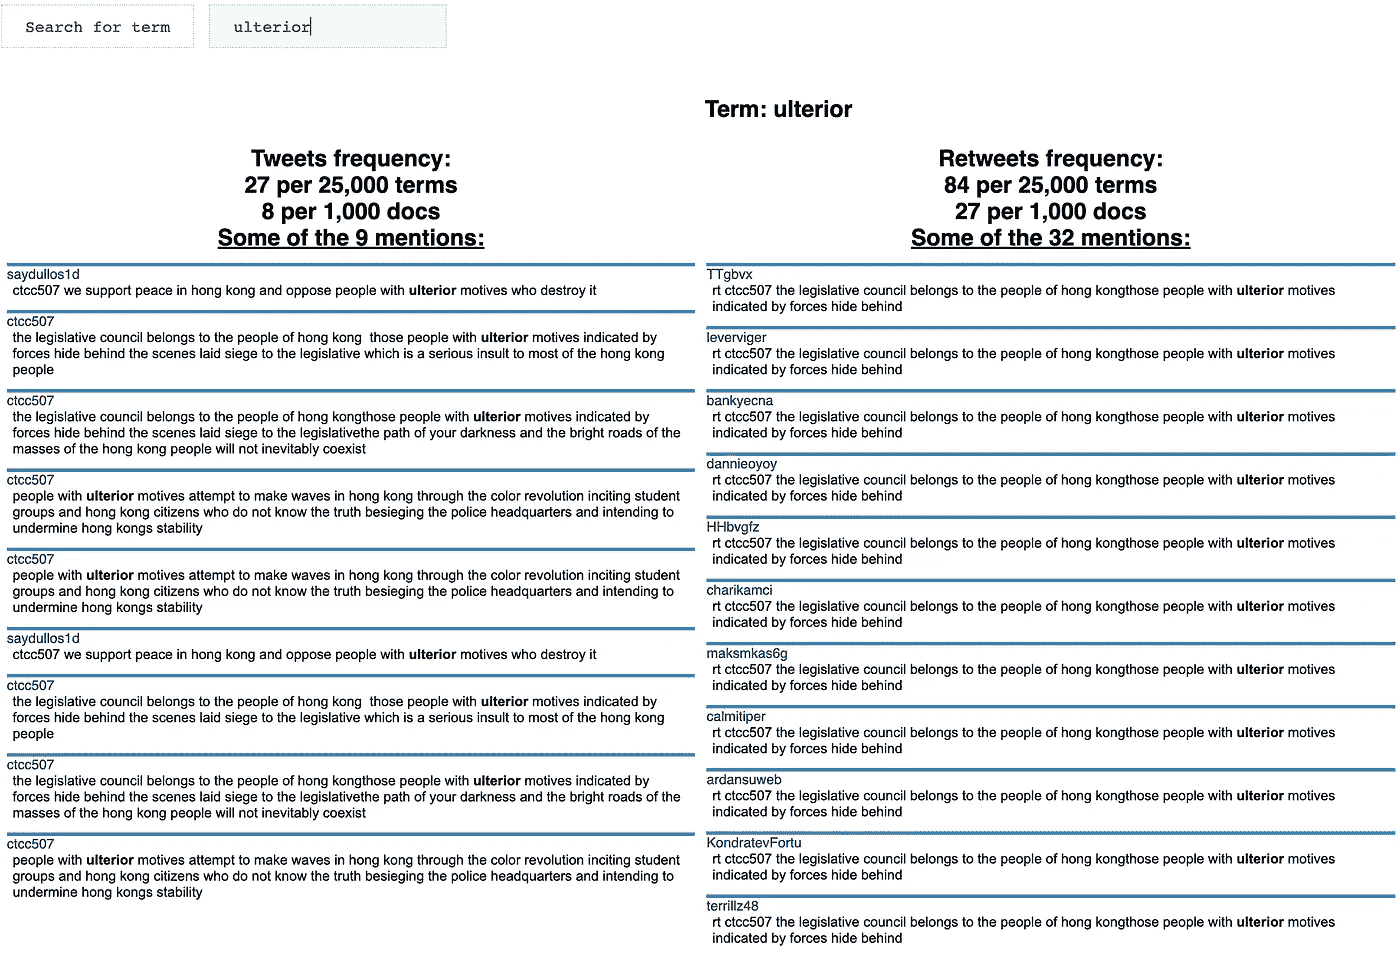 Search for term
ulterior
Term: ulterior
Tweets frequency:
27 per 25,000 terms
8 per 1,000 docs
Some of the 9 mentions:
saydullos1d
ctcc507 we support peace in hong kong and oppose people with ulterior motives who destroy it
ctcc507
the legislative council belongs to the people of hong kong  those people with ulterior motives indicated by
forces hide behind the scenes laid siege to the legislative which is a serious insult to most of the hong kong
people
ctcc507
the legislative council belongs to the people of hong kongthose people with ulterior motives indicated by
forces hide behind the scenes laid siege to the legislativethe path of your darkness and the bright roads of the
masses of the hong kong people will not inevitably coexist
ctcc507
people with ulterior motives attempt to make waves in hong kong through the color revolution inciting student
groups and hong kong citizens who do not know the truth besieging the police headquarters and intending to
undermine hong kongs stability
ctcc507
people with ulterior motives attempt to make waves in hong kong through the color revolution inciting student
groups and hong kong citizens who do not know the truth besieging the police headquarters and intending to
undermine hong kongs stability
saydullos1d
ctcc507 we support peace in hong kong and oppose people with ulterior motives who destroy it
ctcc507
the legislative council belongs to the people of hong kong  those people with ulterior motives indicated by
forces hide behind the scenes laid siege to the legislative which is a serious insult to most of the hong kong
people
ctcc507
the legislative council belongs to the people of hong kongthose people with ulterior motives indicated by
forces hide behind the scenes laid siege to the legislativethe path of your darkness and the bright roads of the
masses of the hong kong people will not inevitably coexist
ctcc507
people with ulterior motives attempt to make waves in hong kong through the color revolution inciting student
groups and hong kong citizens who do not know the truth besieging the police headquarters and intending to
undermine hong kongs stability
Retweets frequency:
84 per 25,000 terms
27 per 1,000 docs
Some of the 32 mentions:
TTgbvx
rt ctcc507 the legislative council belongs to the people of hong kongthose people with ulterior motives
indicated by forces hide behind
leverviger
rt ctcc507 the legislative council belongs to the people of hong kongthose people with ulterior motives
indicated by forces hide behind
bankyecna
rt ctcc507 the legislative council belongs to the people of hong kongthose people with ulterior motives
indicated by forces hide behind
dannieoyoy
rt ctcc507 the legislative council belongs to the people of hong kongthose people with ulterior motives
indicated by forces hide behind
HHbvgfz
rt ctcc507 the legislative council belongs to the people of hong kongthose people with ulterior motives
indicated by forces hide behind
charikamci
rt ctcc507 the legislative council belongs to the people of hong kongthose people with ulterior motives
indicated by forces hide behind
maksmkas6g
rt ctcc507 the legislative council belongs to the people of hong kongthose people with ulterior motives
indicated by forces hide behind
calmitiper
rt ctcc507 the legislative council belongs to the people of hong kongthose people with ulterior motives
indicated by forces hide behind
ardansuweb
rt ctcc507 the legislative council belongs to the people of hong kongthose people with ulterior motives
indicated by forces hide behind
KondratevFortu
rt ctcc507 the legislative council belongs to the people of hong kongthose people with ulterior motives
indicated by forces hide behind
terrillz48
rt ctcc507 the legislative council belongs to the people of hong kongthose people with ulterior motives
indicated by forces hide behind